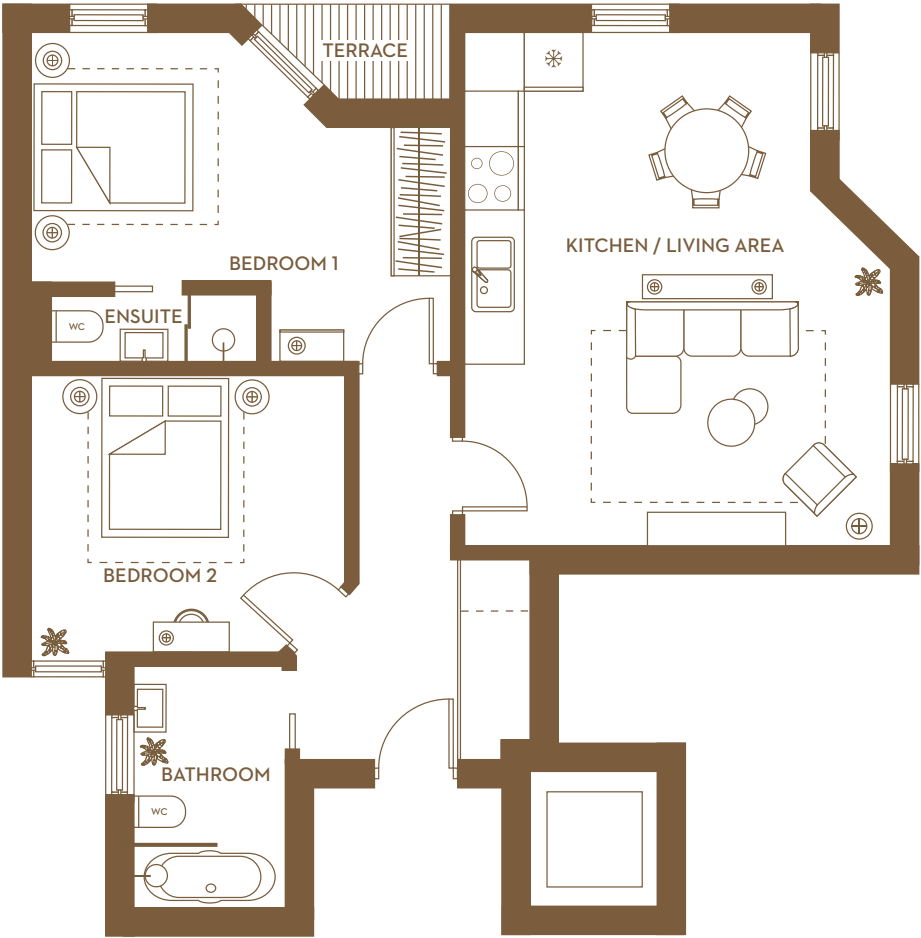 TERRACE
KITCHEN / LIVING AREA
BEDROOM 1
ENSUITE
WC
BEDROOM 2
BATHROOM
WC